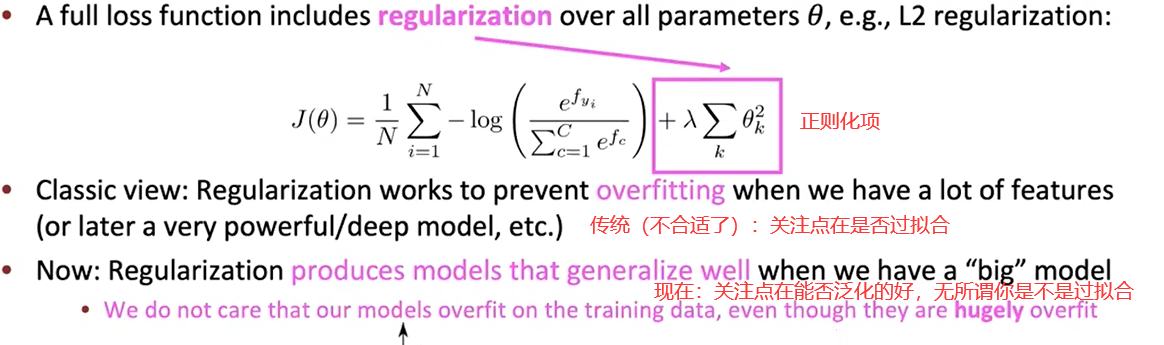 • A full loss function includes regularization over all parameters θ, e.g., L2 regularization:
J(θ) = \frac{1}{N} \sum_{i=1}^{N} -\log \left( \frac{e^{f_{y_i}}}{\sum_{c=1}^{C} e^{f_c}} \right) + λ \sum_{k} θ_k^2 正则化项
• Classic view: Regularization works to prevent overfitting when we have a lot of features
(or later a very powerful/deep model, etc.) 传统（不合适了）：关注点在是否过拟合
• Now: Regularization produces models that generalize well when we have a “big” model
现在：关注点在能否泛化的好，无所谓你是不是过拟合
• We do not care that our models overfit on the training data, even though they are hugely overfit